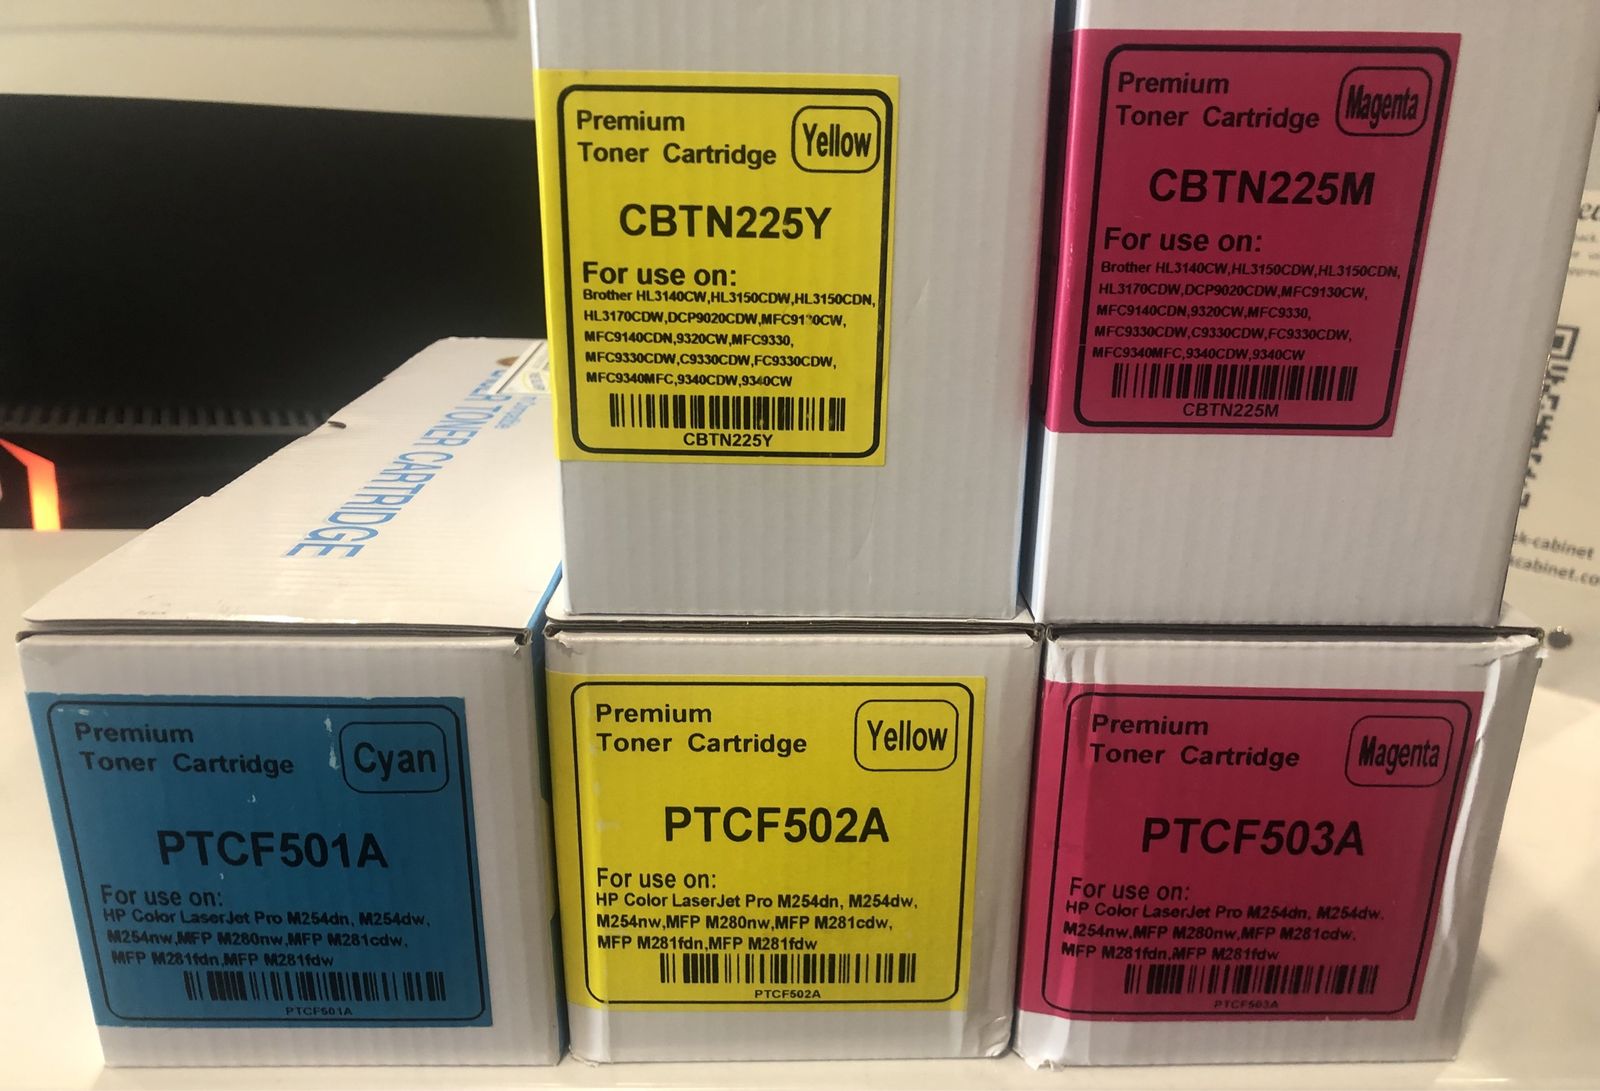 Premium
Toner Cartridge
Yellow
CBTN225Y
For use on:
Brother HL3140CW,HL3150CDW,HL3150CDN,
HL3170CDW,DCP9020CDW,MFC9130CW,
MFC9140CDN,9320CW,MFC9330,
MFC9330CDW,C9330CDW,FC9330CDW,
MFC9340MFC,9340CDW,9340CW
CBTN225Y
Premium
Toner Cartridge
Magenta
CBTN225M
For use on:
Brother HL3140CW,HL3150CDW,HL3150CDN,
HL3170CDW,DCP9020CDW,MFC9130CW,
MFC9140CDN,9320CW,MFC9330,
MFC9330CDW,C9330CDW,FC9330CDW,
MFC9340MFC,9340CDW,9340CW
CBTN225M
TONER CARTRIDGE
Premium
Toner Cartridge
Cyan
PTCF501A
For use on:
HP Color LaserJet Pro M254dn, M254dw,
M254nw,MFP M280nw,MFP M281cdw,
MFP M281fdn,MFP M281fdw
PTCF501A
Premium
Toner Cartridge
Yellow
PTCF502A
For use on:
HP Color LaserJet Pro M254dn, M254dw,
M254nw,MFP M280nw,MFP M281cdw,
MFP M281fdn,MFP M281fdw
PTCF502A
Premium
Toner Cartridge
Magenta
PTCF503A
For use on:
HP Color LaserJet Pro M254dn, M254dw,
M254nw,MFP M280nw,MFP M281cdw,
MFP M281fdn,MFP M281fdw
PTCF503A